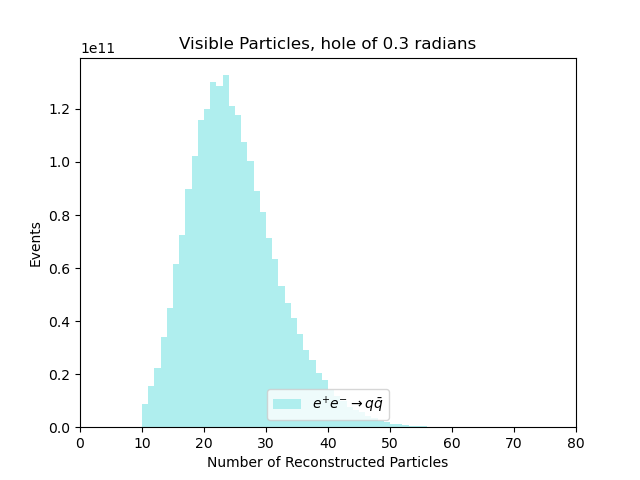 Visible Particles, hole of 0.3 radians
1e11
1.2
1.0
0.8
0.6
0.4
0.2
0.0
Events
e⁺e⁻ → qq̄
0 10 20 30 40 50 60 70 80
Number of Reconstructed Particles